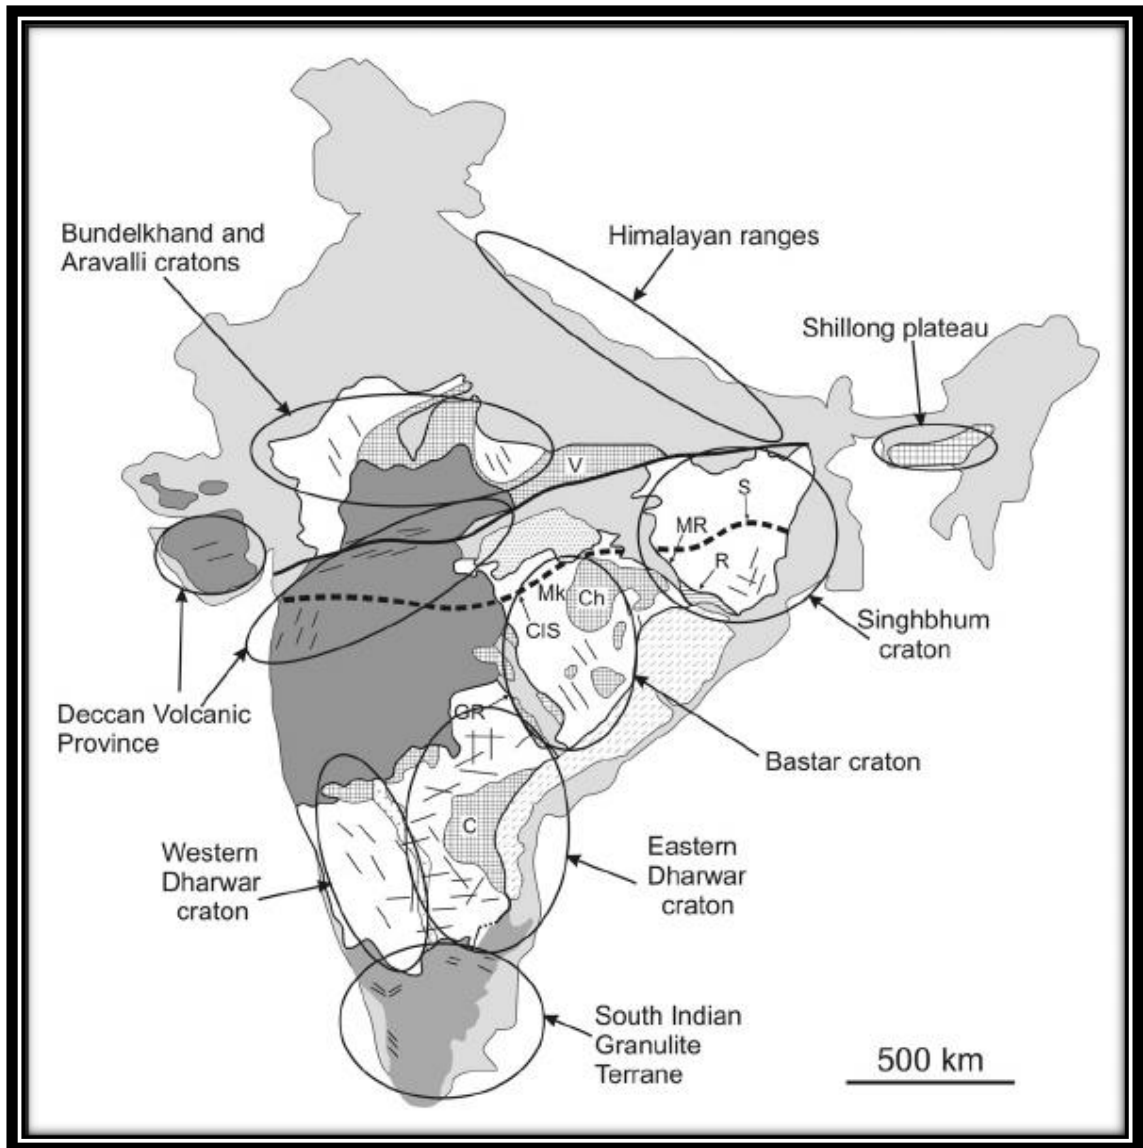 Bundelkhand and
Aravalli cratons
Himalayan ranges
Shillong plateau
V
S
MR
R
Mk
Ch
CIS
Singhbhum
craton
Deccan Volcanic
Province
GR
Bastar craton
C
Western
Dharwar
craton
Eastern
Dharwar
craton
South Indian
Granulite
Terrane
500 km